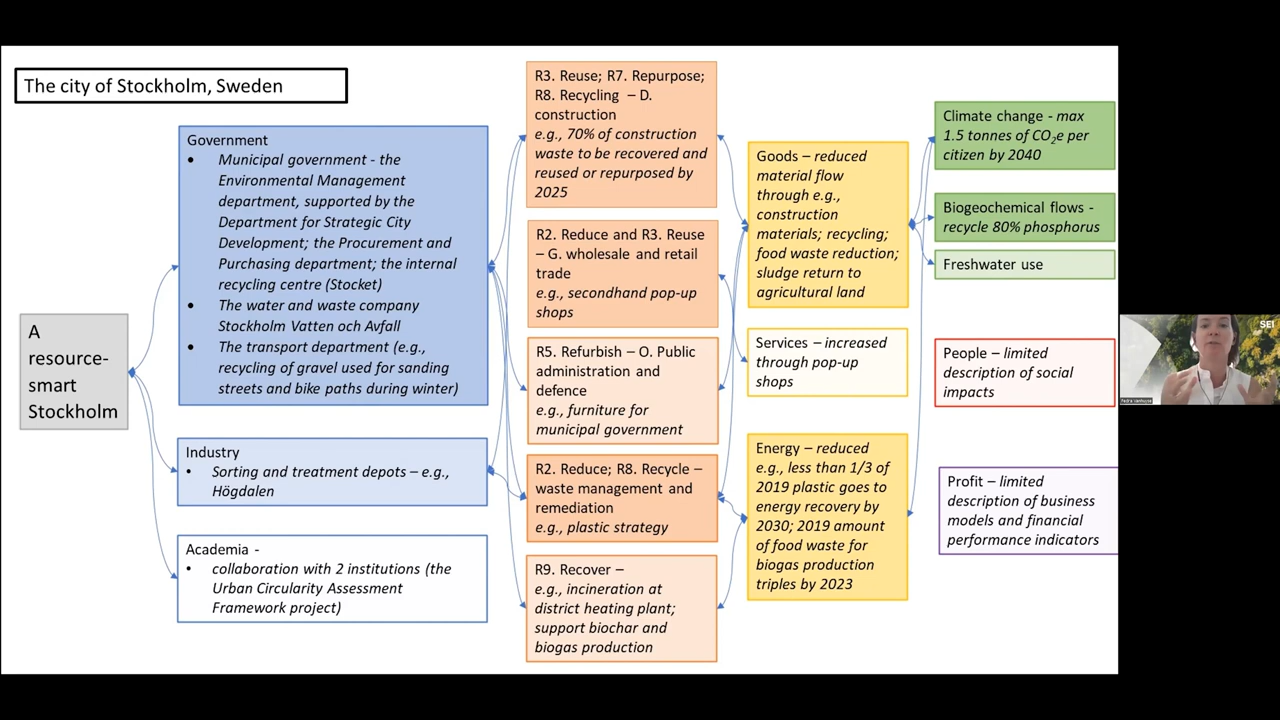 The city of Stockholm, Sweden
A
resource-
smart
Stockholm
Government
• Municipal government - the
Environmental Management
department, supported by the
Department for Strategic City
Development; the Procurement and
Purchasing department; the internal
recycling centre (Stocket)
• The water and waste company
Stockholm Vatten och Avfall
• The transport department (e.g.,
recycling of gravel used for sanding
streets and bike paths during winter)
Industry
• Sorting and treatment depots – e.g.,
Högdalen
Academia -
• collaboration with 2 institutions (the
Urban Circularity Assessment
Framework project)
R3. Reuse; R7. Repurpose;
R8. Recycling – D.
construction
e.g., 70% of construction
waste to be recovered and
reused or repurposed by
2025
R2. Reduce and R3. Reuse
– G. wholesale and retail
trade
e.g., secondhand pop-up
shops
R5. Refurbish – O. Public
administration and
defence
e.g., furniture for
municipal government
R2. Reduce; R8. Recycle –
waste management and
remediation
e.g., plastic strategy
R9. Recover –
e.g., incineration at
district heating plant;
support biochar and
biogas production
Goods – reduced
material flow
through e.g.,
construction
materials; recycling;
food waste reduction;
sludge return to
agricultural land
Services – increased
through pop-up
shops
Energy – reduced
e.g., less than 1/3 of
2019 plastic goes to
energy recovery by
2030; 2019 amount
of food waste for
biogas production
triples by 2023
Climate change - max
1.5 tonnes of CO₂e per
citizen by 2040
Biogeochemical flows -
recycle 80% phosphorus
Freshwater use
People – limited
description of social
impacts
Profit – limited
description of business
models and financial
performance indicators
SEI